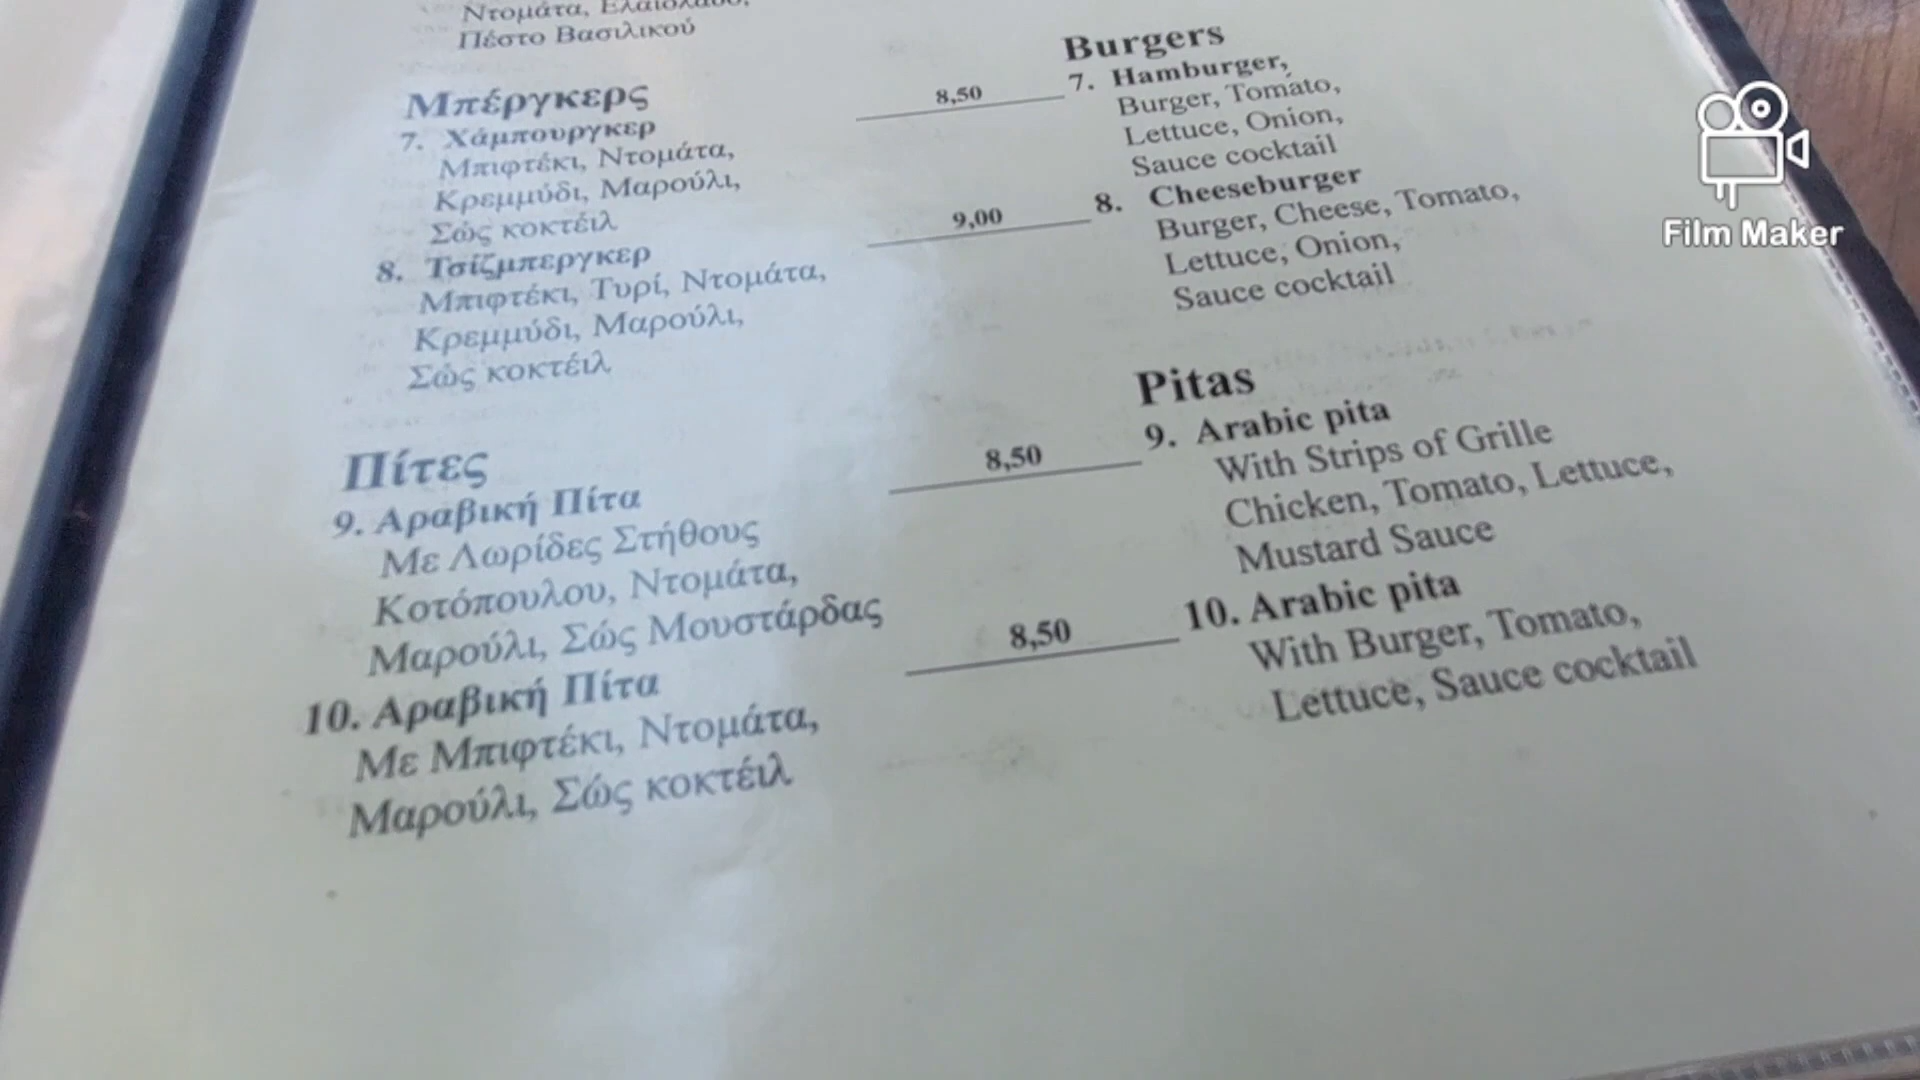 Ντομάτα, Ελαιόλαδο,
Πέστο Βασιλικού
Μπέργκερς
7. Χάμπουργκερ
Μπιφτέκι, Ντομάτα,
Κρεμμύδι, Μαρούλι,
Σώς κοκτέιλ
8. Τσίζμπεργκερ
Μπιφτέκι, Τυρί, Ντομάτα,
Κρεμμύδι, Μαρούλι,
Σώς κοκτέιλ
Πίτες
9. Αραβική Πίτα
Με Λωρίδες Στήθους
Κοτόπουλου, Ντομάτα,
Μαρούλι, Σώς Μουστάρδας
10. Αραβική Πίτα
Με Μπιφτέκι, Ντομάτα,
Μαρούλι, Σώς κοκτέιλ
8,50
9,00
8,50
8,50
Burgers
7. Hamburger,
Burger, Tomato,
Lettuce, Onion,
Sauce cocktail
8. Cheeseburger
Burger, Cheese, Tomato,
Lettuce, Onion,
Sauce cocktail
Pitas
9. Arabic pita
With Strips of Grille
Chicken, Tomato, Lettuce,
Mustard Sauce
10. Arabic pita
With Burger, Tomato,
Lettuce, Sauce cocktail
Film Maker